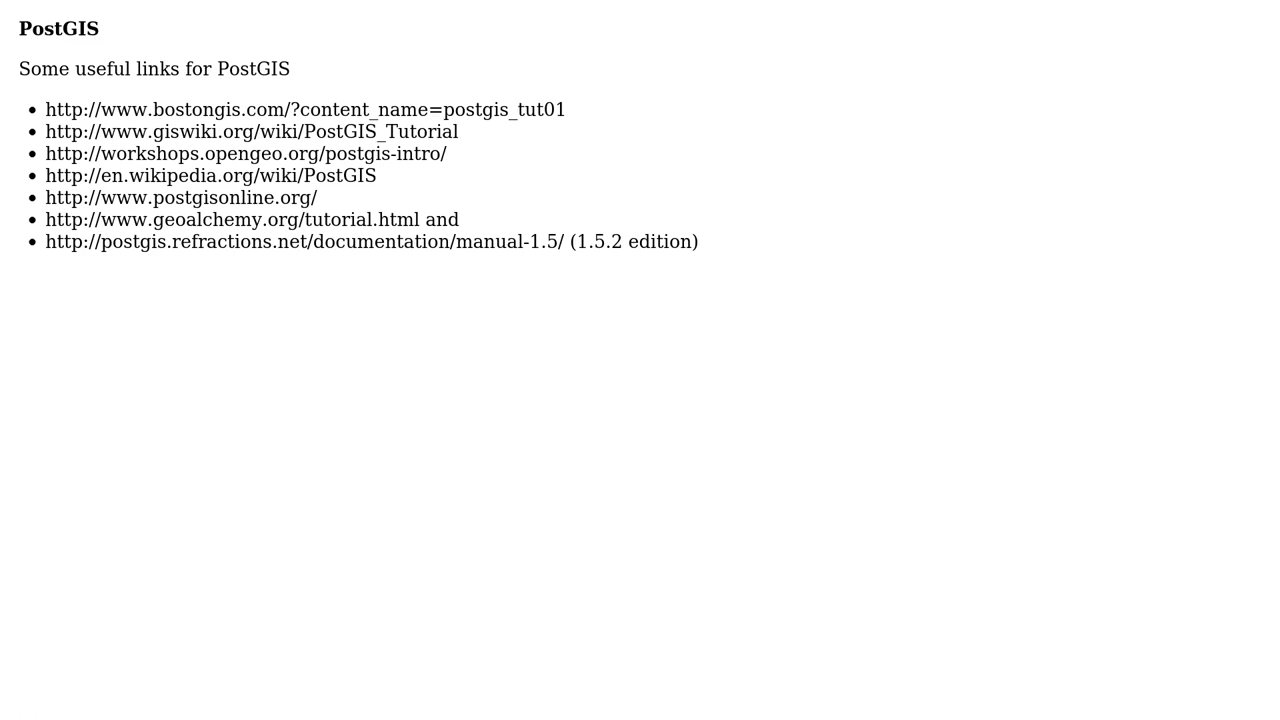 PostGIS
Some useful links for PostGIS
• http://www.bostongis.com/?content_name=postgis_tut01
• http://www.giswiki.org/wiki/PostGIS_Tutorial
• http://workshops.opengeo.org/postgis-intro/
• http://en.wikipedia.org/wiki/PostGIS
• http://www.postgisonline.org/
• http://www.geoalchemy.org/tutorial.html and
• http://postgis.refractions.net/documentation/manual-1.5/ (1.5.2 edition)